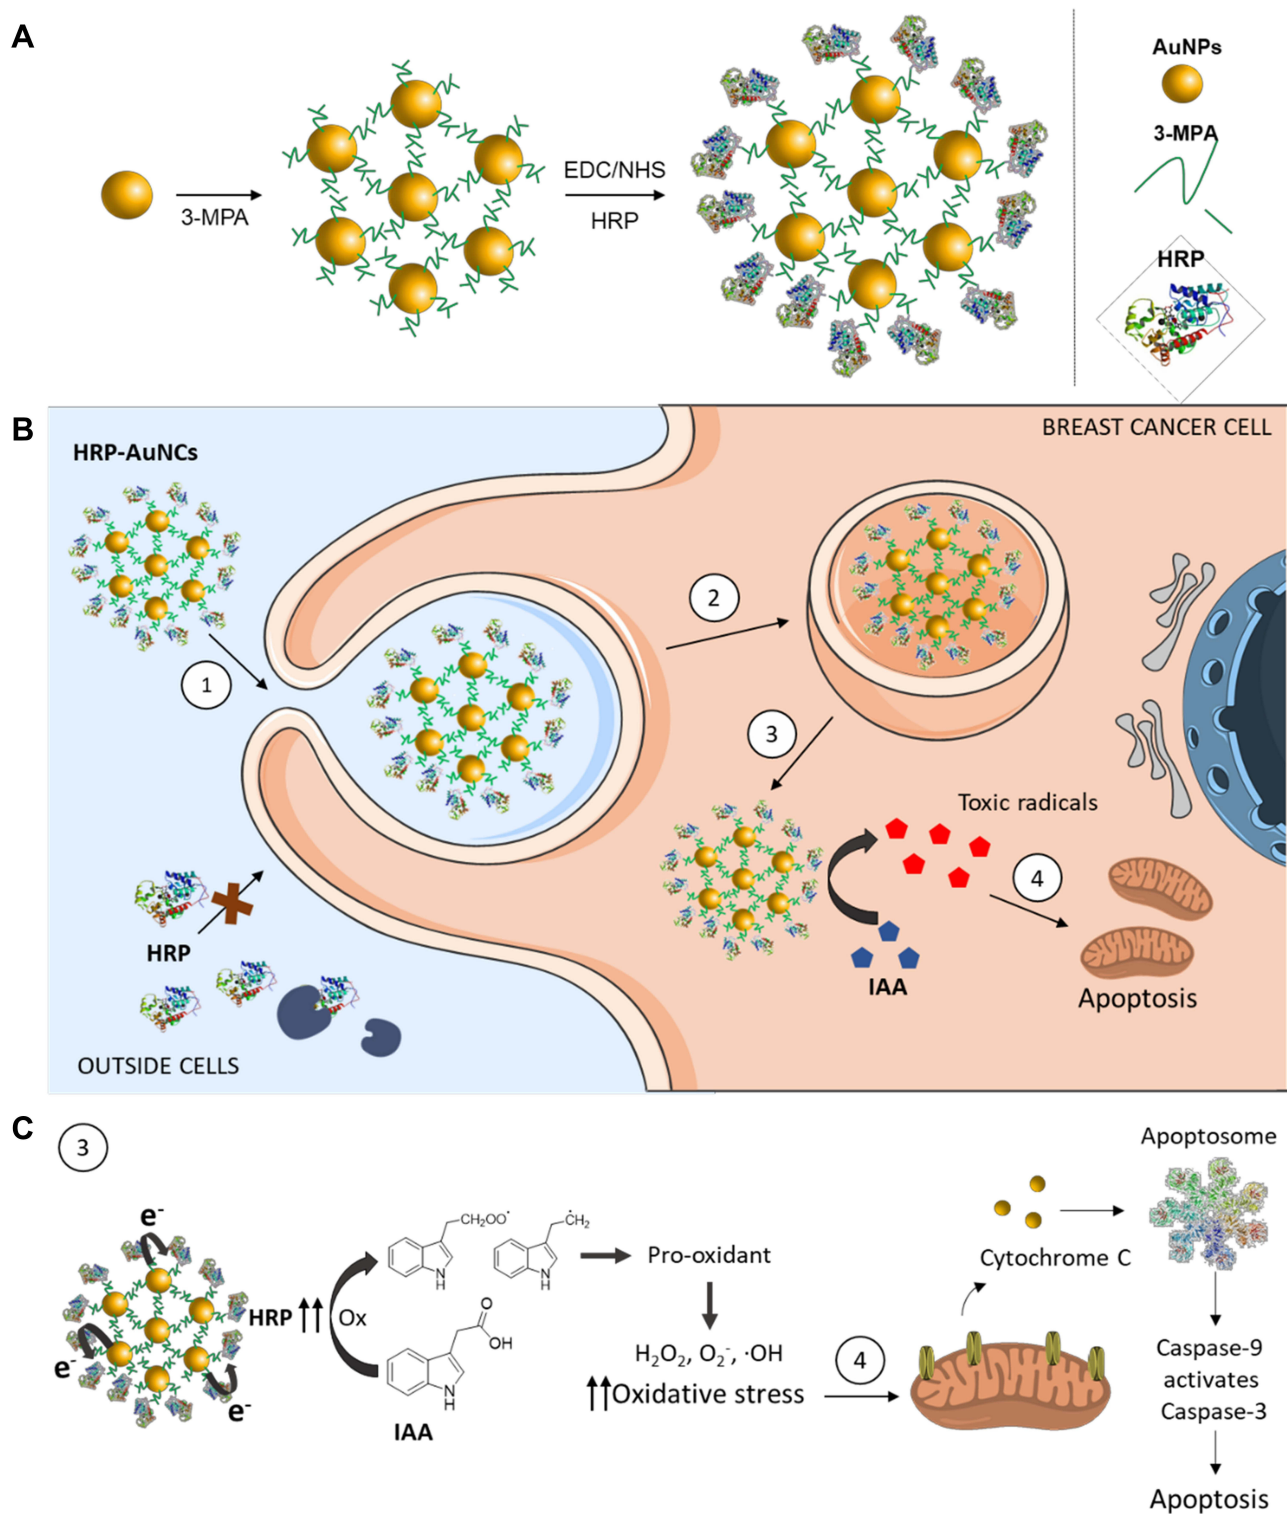 A
3-MPA
EDC/NHS
HRP
AuNPs
3-MPA
HRP
B
HRP-AuNCs
BREAST CANCER CELL
1
2
3
Toxic radicals
4
IAA
Apoptosis
HRP
OUTSIDE CELLS
C
3
e-
e-
e-
HRP
Ox
CH₂OO·
N
H
ĊH₂
N
H
O
OH
N
H
IAA
Pro-oxidant
H₂O₂, O₂⁻, ·OH
Oxidative stress
4
Cytochrome C
Apoptosome
Caspase-9
activates
Caspase-3
Apoptosis